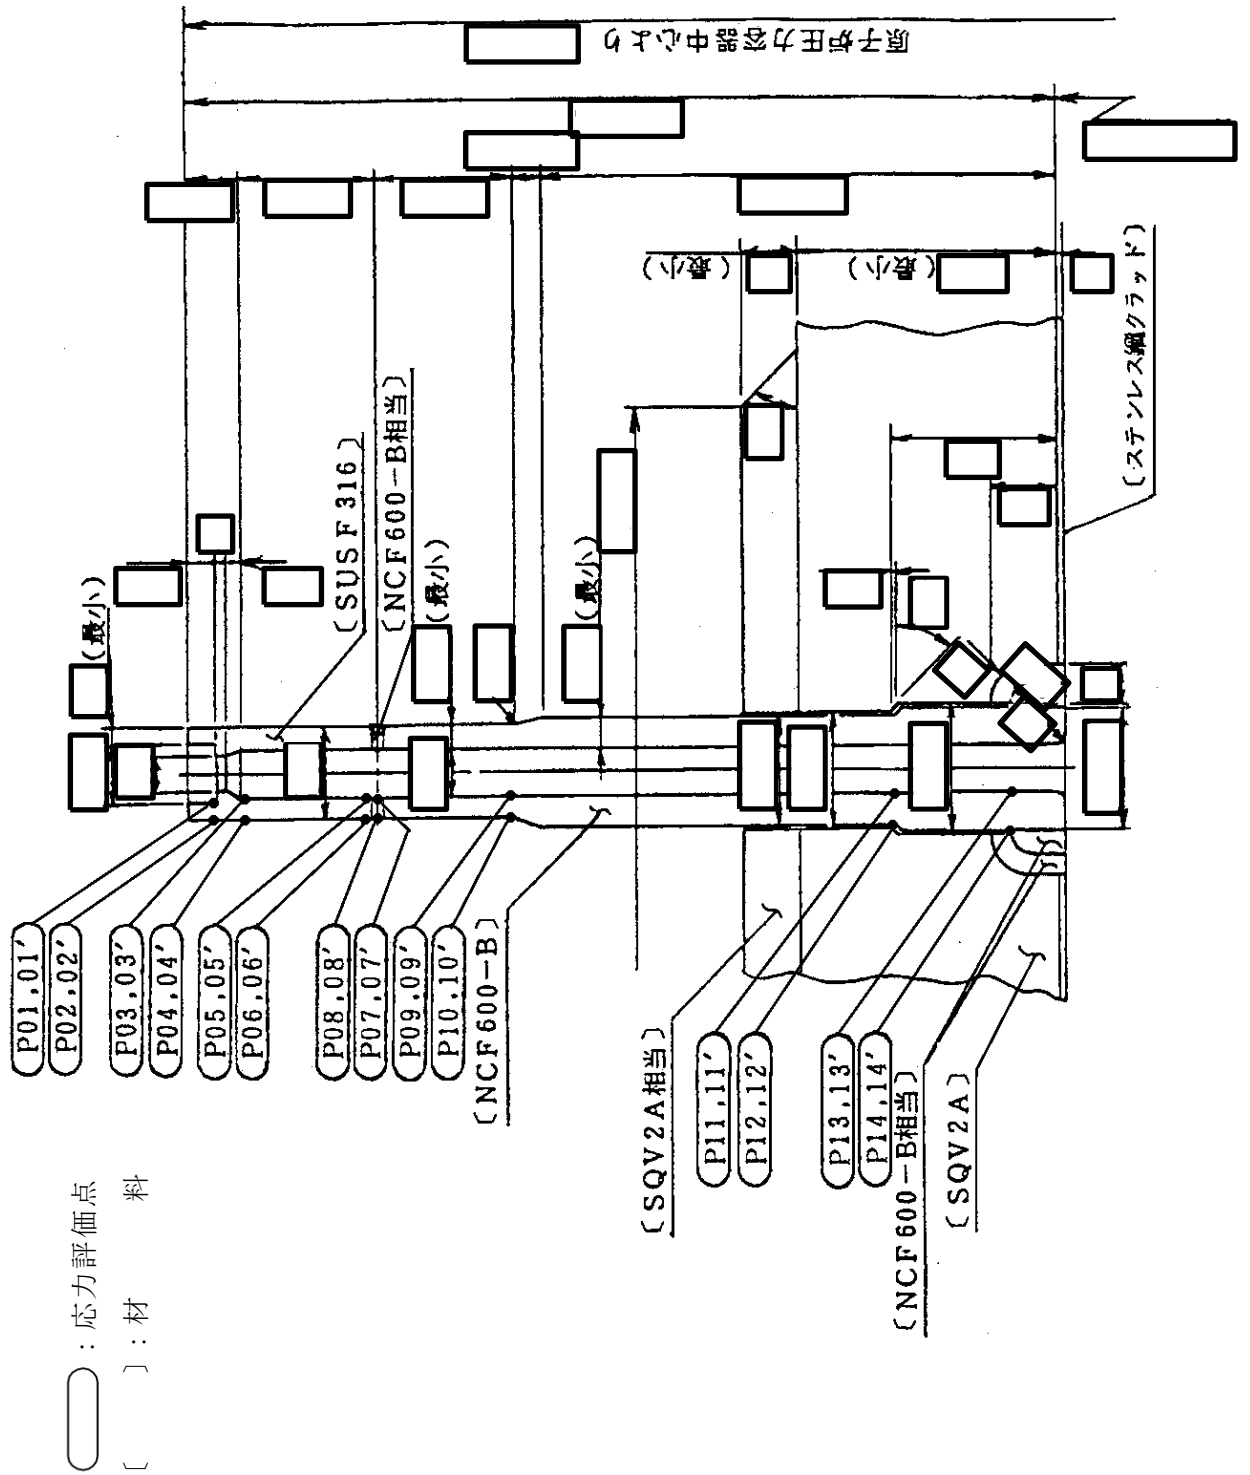 原子炉圧力容器中心より
(最小)
(最小)
〔ステンレス鋼クラッド〕
(最小)
〔SUSF316〕
〔NCF600-B相当〕
(最小)
(最小)
P01,01′
P02,02′
P03,03′
P04,04′
P05,05′
P06,06′
P08,08′
P07,07′
P09,09′
P10,10′
〔NCF600-B〕
〔SQV2A相当〕
P11,11′
P12,12′
P13,13′
P14,14′
〔NCF600-B相当〕
〔SQV2A〕
:応力評価点
〔 〕:材 料